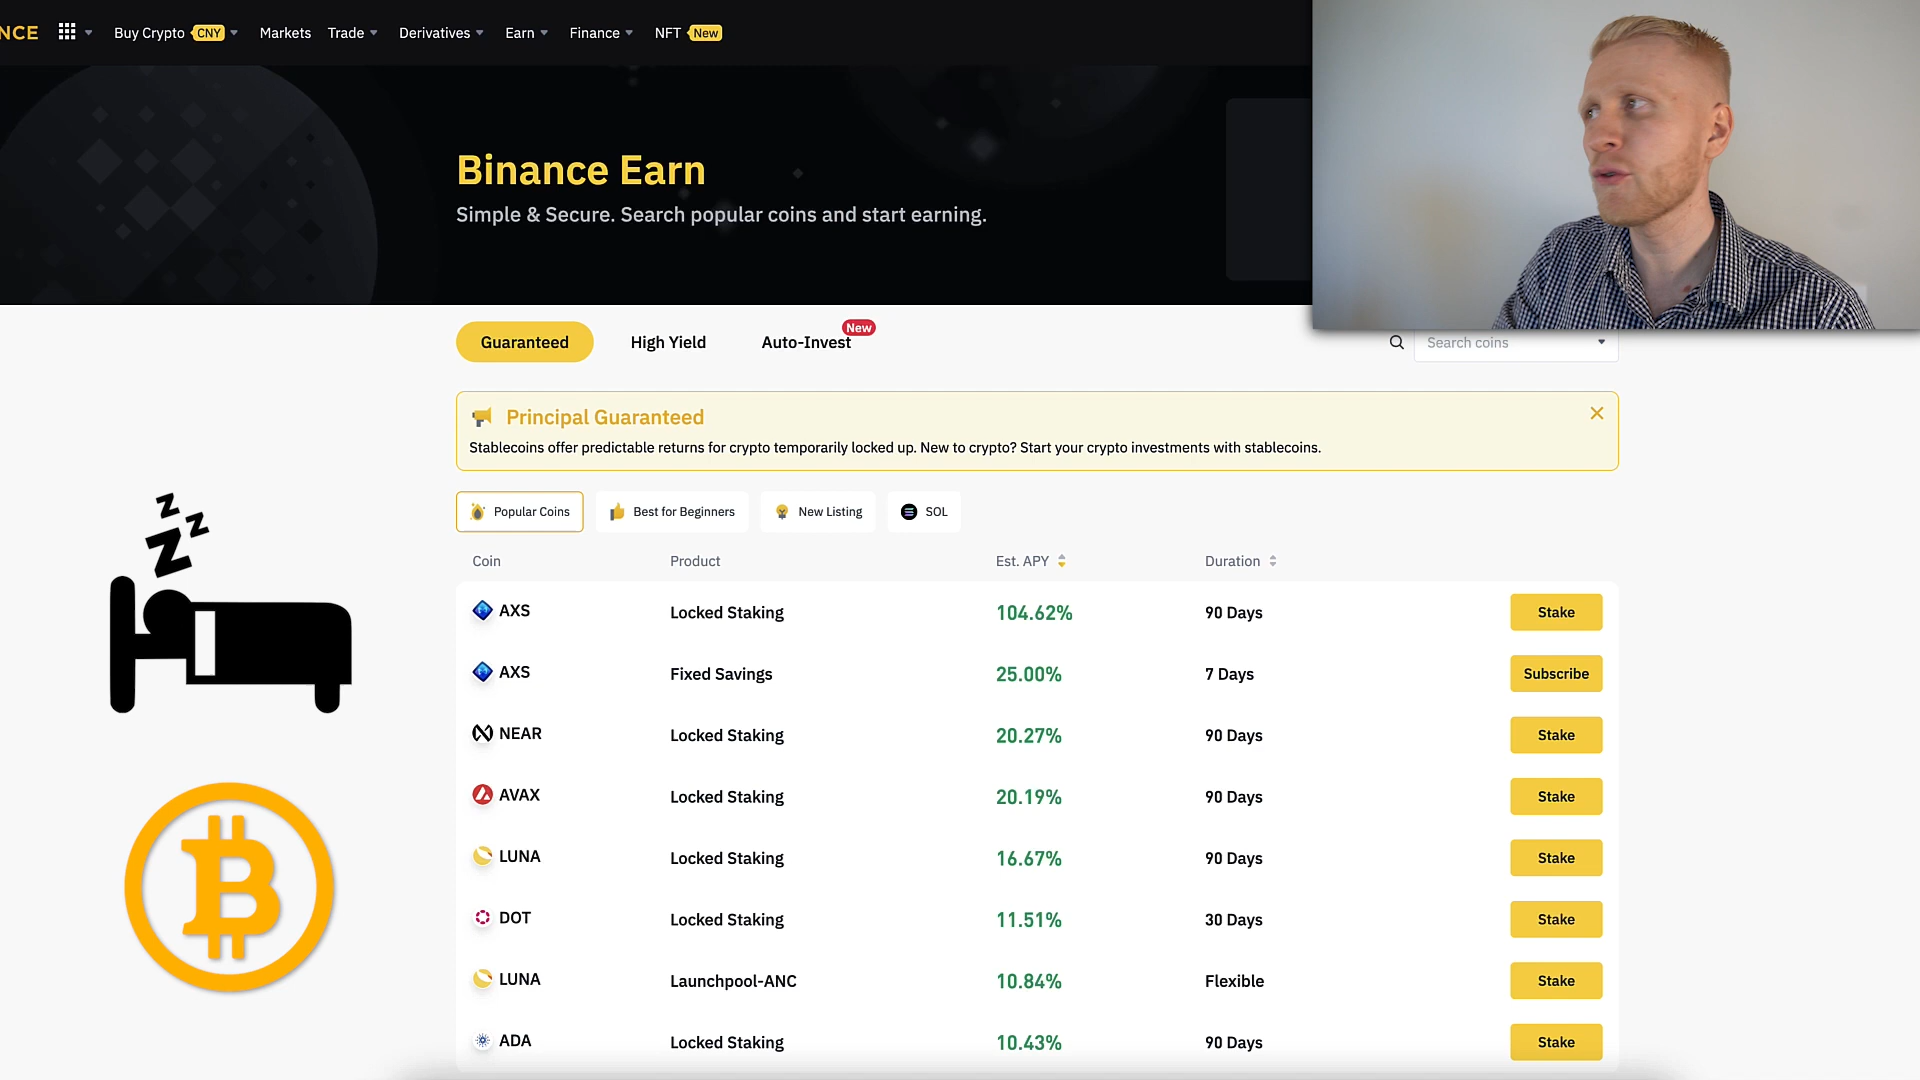 NCE Buy Crypto CNY Markets Trade Derivatives Earn Finance NFT New
Binance Earn
Simple & Secure. Search popular coins and start earning.
Guaranteed High Yield Auto-Invest New
Search coins
Principal Guaranteed
Stablecoins offer predictable returns for crypto temporarily locked up. New to crypto? Start your crypto investments with stablecoins.
Popular Coins Best for Beginners New Listing SOL
Coin Product Est. APY Duration
AXS Locked Staking 104.62% 90 Days Stake
AXS Fixed Savings 25.00% 7 Days Subscribe
NEAR Locked Staking 20.27% 90 Days Stake
AVAX Locked Staking 20.19% 90 Days Stake
LUNA Locked Staking 16.67% 90 Days Stake
DOT Locked Staking 11.51% 30 Days Stake
LUNA Launchpool-ANC 10.84% Flexible Stake
ADA Locked Staking 10.43% 90 Days Stake
z z z